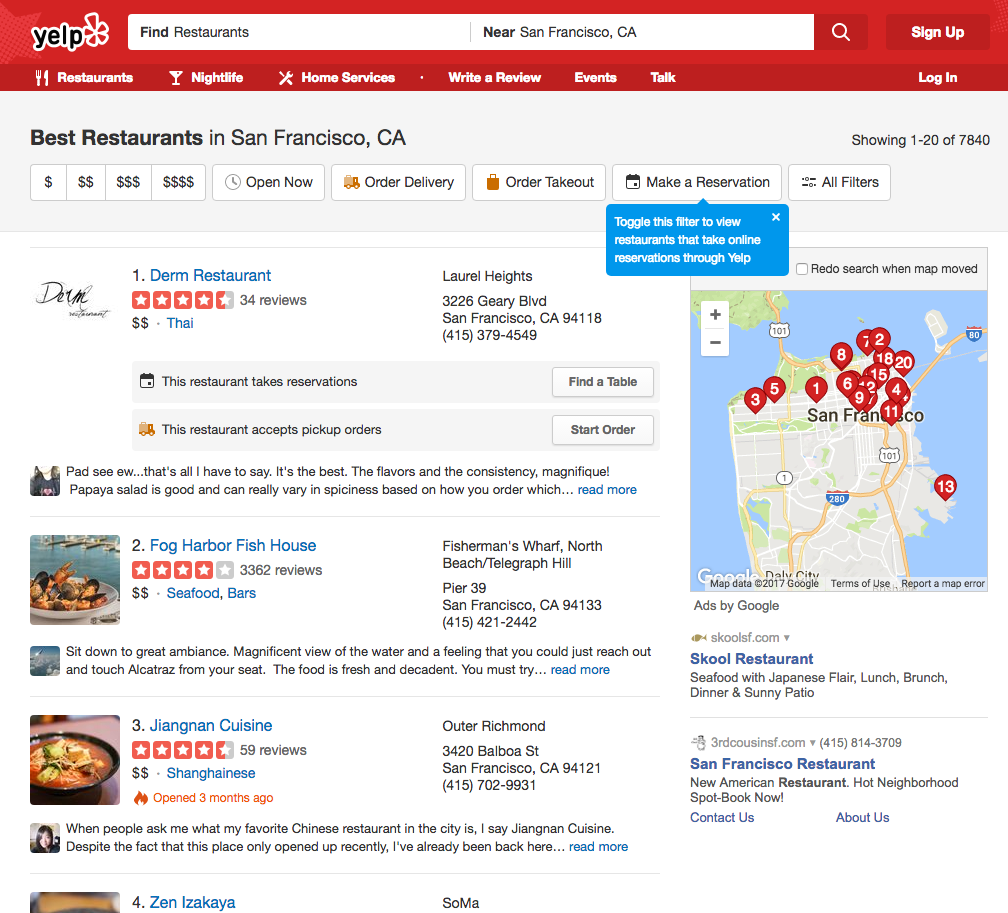 yelp
Find Restaurants
Near San Francisco, CA
Sign Up
Restaurants
Nightlife
Home Services
Write a Review
Events
Talk
Log In
Best Restaurants in San Francisco, CA
Showing 1-20 of 7840
$ $$ $$$ $$$$
Open Now
Order Delivery
Order Takeout
Make a Reservation
All Filters
Toggle this filter to view ×
restaurants that take online
reservations through Yelp
Derm
restaurant
1. Derm Restaurant
34 reviews
$$ · Thai
Laurel Heights
3226 Geary Blvd
San Francisco, CA 94118
(415) 379-4549
This restaurant takes reservations
Find a Table
This restaurant accepts pickup orders
Start Order
Pad see ew...that's all I have to say. It's the best. The flavors and the consistency, magnifique!
Papaya salad is good and can really vary in spiciness based on how you order which… read more
2. Fog Harbor Fish House
3362 reviews
$$ · Seafood, Bars
Fisherman's Wharf, North
Beach/Telegraph Hill
Pier 39
San Francisco, CA 94133
(415) 421-2442
Sit down to great ambiance. Magnificent view of the water and a feeling that you could just reach out
and touch Alcatraz from your seat.  The food is fresh and decadent. You must try… read more
3. Jiangnan Cuisine
59 reviews
$$ · Shanghainese
Opened 3 months ago
Outer Richmond
3420 Balboa St
San Francisco, CA 94121
(415) 702-9931
When people ask me what my favorite Chinese restaurant in the city is, I say Jiangnan Cuisine.
Despite the fact that this place only opened up recently, I've already been back here… read more
4. Zen Izakaya
SoMa
Redo search when map moved
+
−
101
80
7
2
8
18
20
15
6
12
4
5
1
3
9
11
San Francisco
101
1
280
13
Daly City
Google
Map data ©2017 Google
Terms of Use
Report a map error
Ads by Google
skoolsf.com
Skool Restaurant
Seafood with Japanese Flair, Lunch, Brunch,
Dinner & Sunny Patio
3rdcousinsf.com (415) 814-3709
San Francisco Restaurant
New American Restaurant. Hot Neighborhood
Spot-Book Now!
Contact Us
About Us